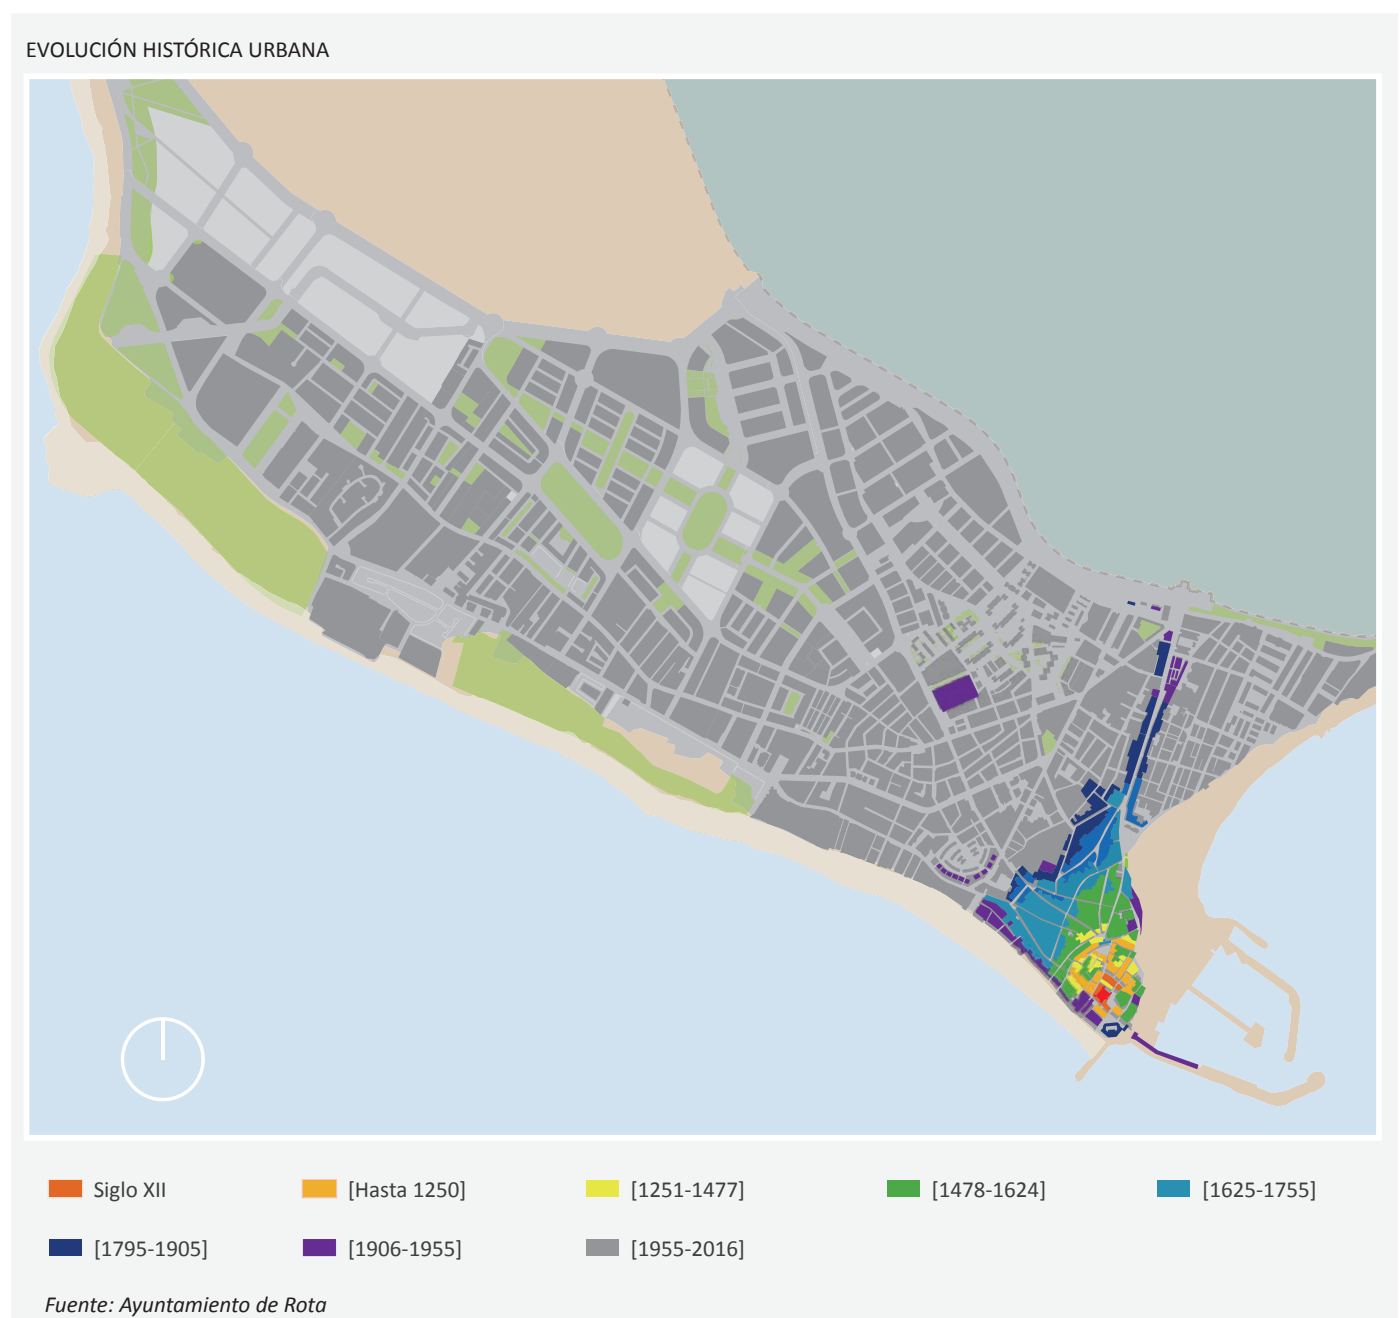 EVOLUCIÓN HISTÓRICA URBANA
Siglo XII [Hasta 1250] [1251-1477] [1478-1624] [1625-1755]
[1795-1905] [1906-1955] [1955-2016]
Fuente: Ayuntamiento de Rota